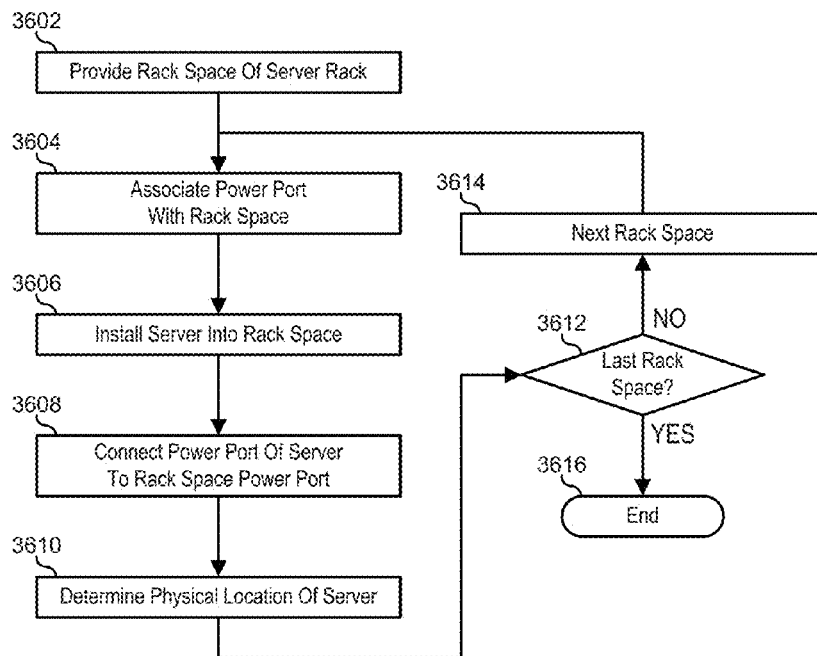 3602
Provide Rack Space Of Server Rack
3604
Associate Power Port
With Rack Space
3606
Install Server Into Rack Space
3608
Connect Power Port Of Server
To Rack Space Power Port
3610
Determine Physical Location Of Server
3614
Next Rack Space
NO
3612
Last Rack
Space?
YES
3616
End